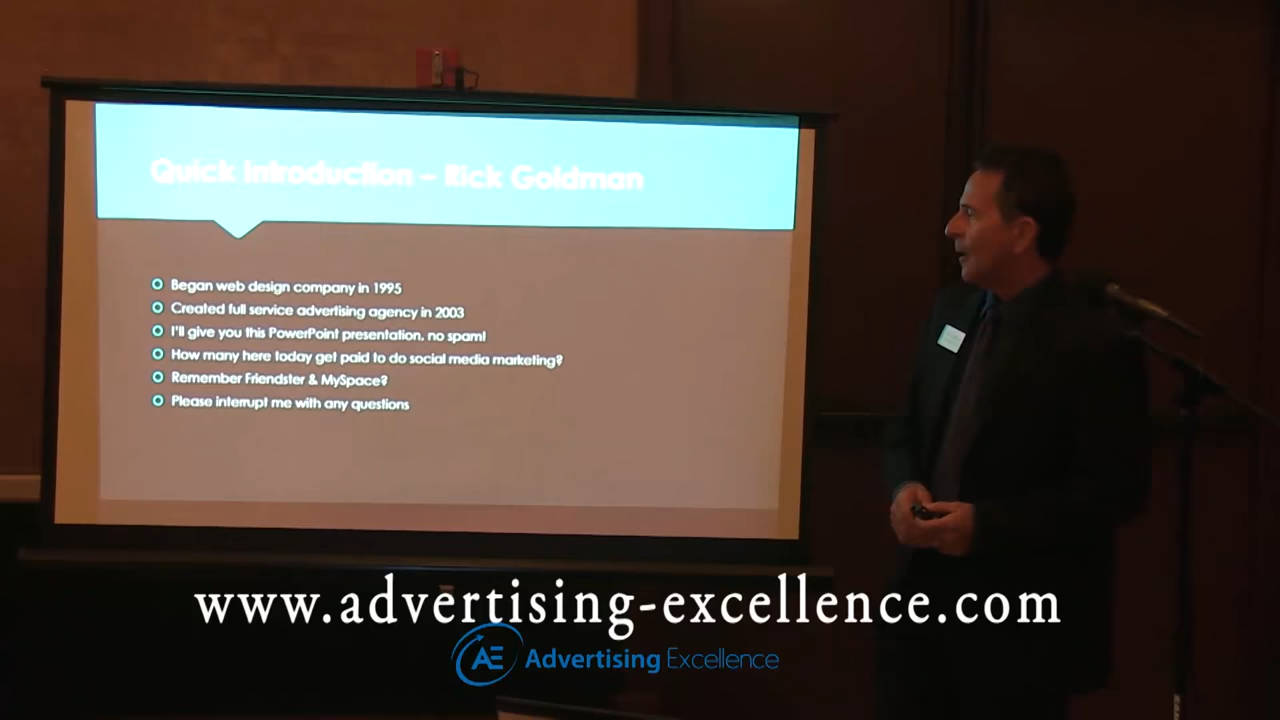 Quick Introduction – Rick Goldman
Began web design company in 1995
Created full service advertising agency in 2003
I'll give you this PowerPoint presentation, no spam!
How many here today get paid to do social media marketing?
Remember Friendster & MySpace?
Please interrupt me with any questions
www.advertising-excellence.com
AE Advertising Excellence